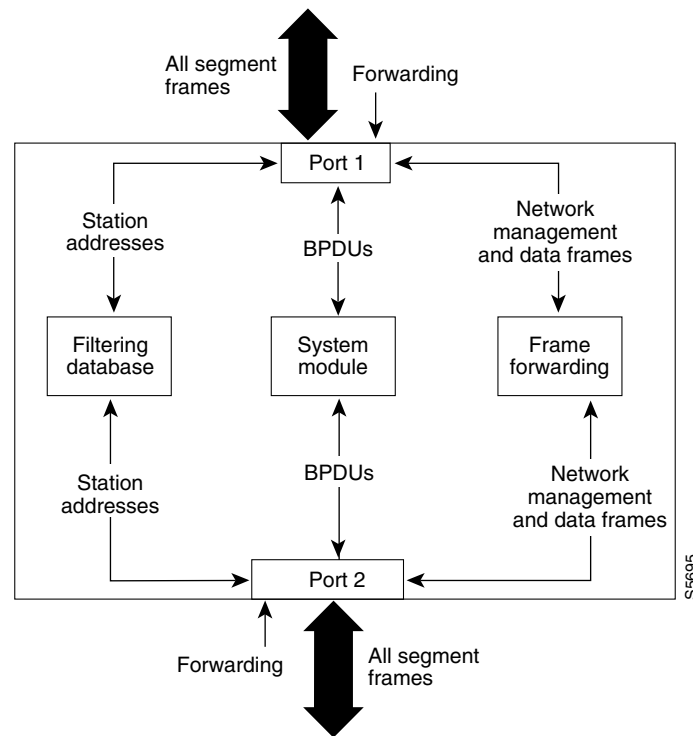 All segment
frames
Forwarding
Port 1
Station
addresses
BPDUs
Network
management
and data frames
Filtering
database
System
module
Frame
forwarding
Station
addresses
BPDUs
Network
management
and data frames
Port 2
S5695
Forwarding
All segment
frames